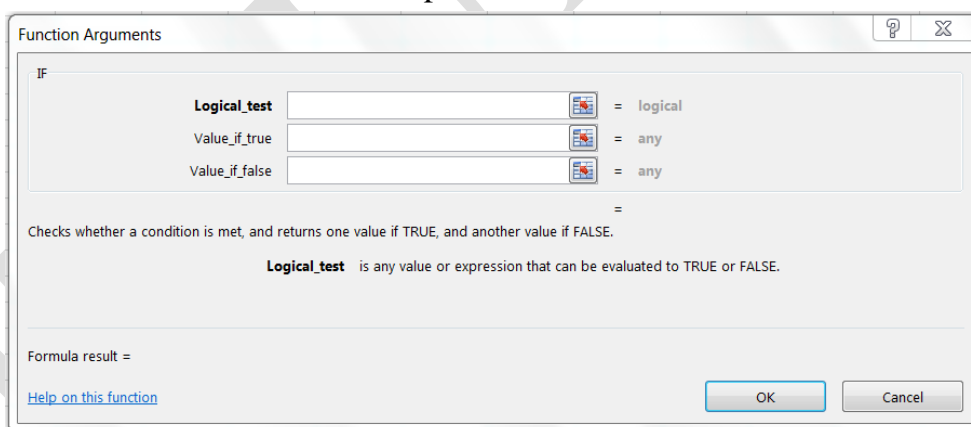 Function Arguments
IF
Logical_test = logical
Value_if_true = any
Value_if_false = any
=
Checks whether a condition is met, and returns one value if TRUE, and another value if FALSE.
Logical_test is any value or expression that can be evaluated to TRUE or FALSE.
Formula result =
Help on this function OK Cancel